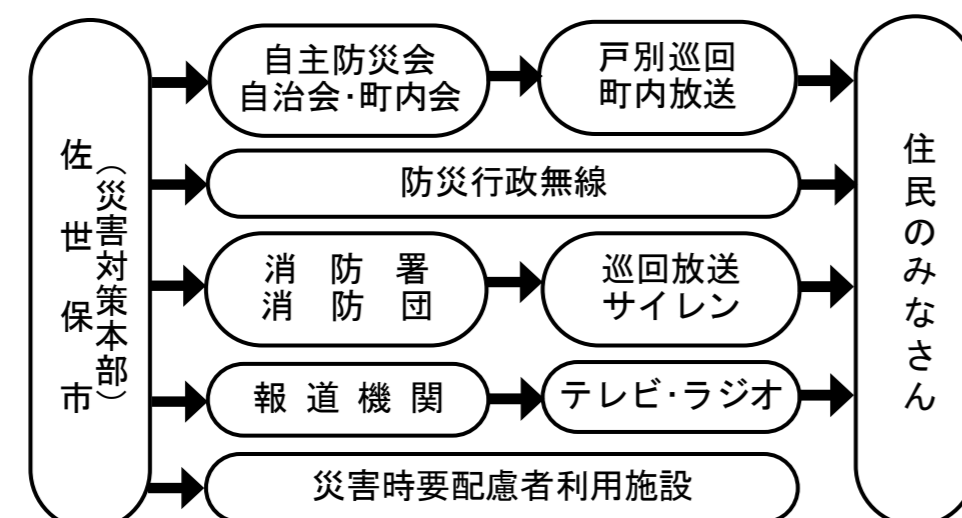 佐世保市
（災害対策本部）
自主防災会
自治会・町内会
戸別巡回
町内放送
防災行政無線
消防署
消防団
巡回放送
サイレン
報道機関
テレビ・ラジオ
災害時要配慮者利用施設
住民のみなさん